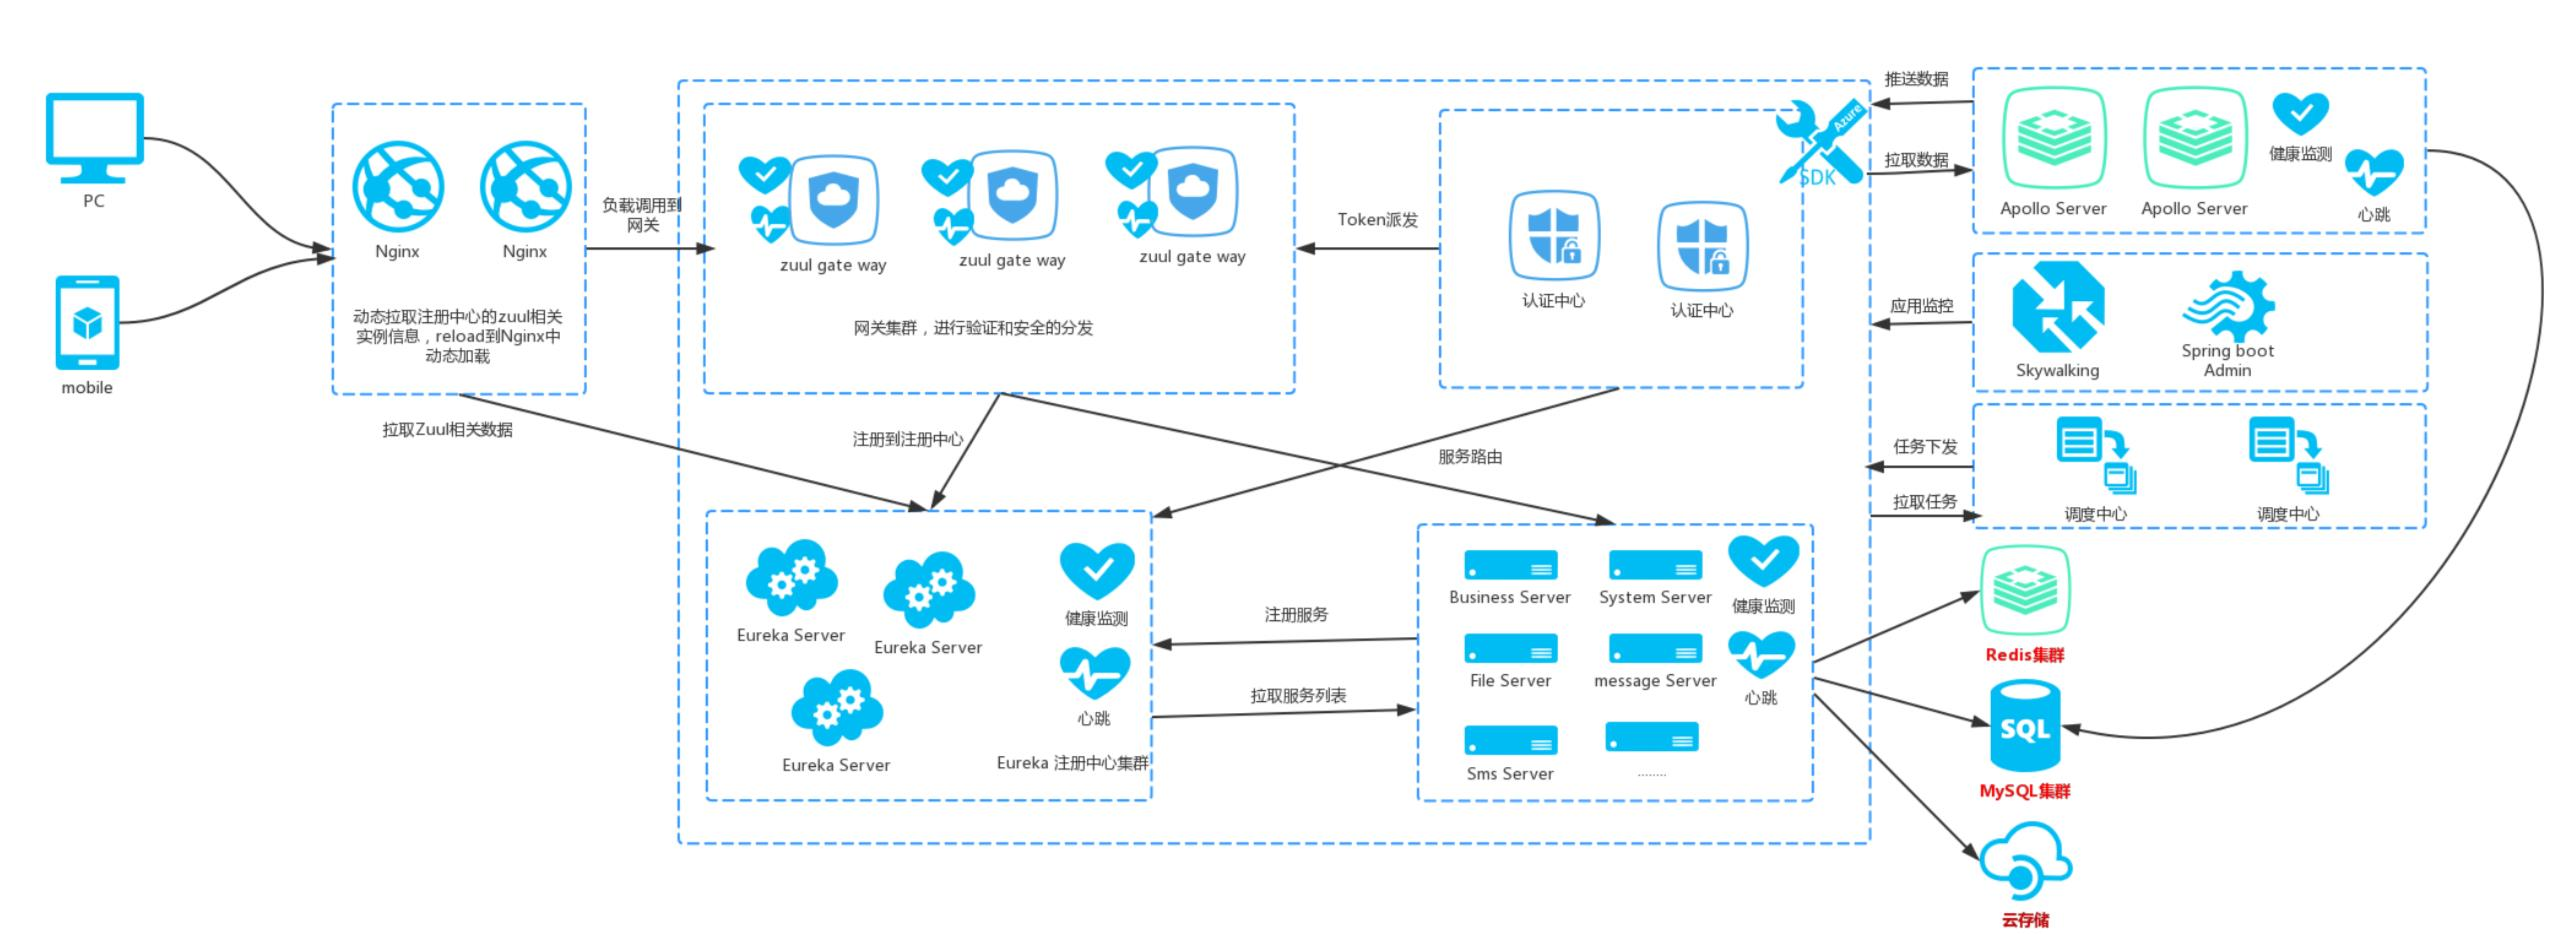 PC
mobile
Nginx
Nginx
动态拉取注册中心的zuul相关
实例信息，reload到Nginx中
动态加载
负载调用到
网关
拉取Zuul相关数据
zuul gate way
zuul gate way
zuul gate way
网关集群，进行验证和安全的分发
Token派发
认证中心
认证中心
Azure
SDK
推送数据
拉取数据
Apollo Server
Apollo Server
健康监测
心跳
应用监控
Skywalking
Spring boot
Admin
任务下发
拉取任务
调度中心
调度中心
注册到注册中心
服务路由
Eureka Server
Eureka Server
Eureka Server
健康监测
心跳
Eureka 注册中心集群
注册服务
拉取服务列表
Business Server
System Server
健康监测
File Server
message Server
心跳
Sms Server
........
Redis集群
SQL
MySQL集群
云存储